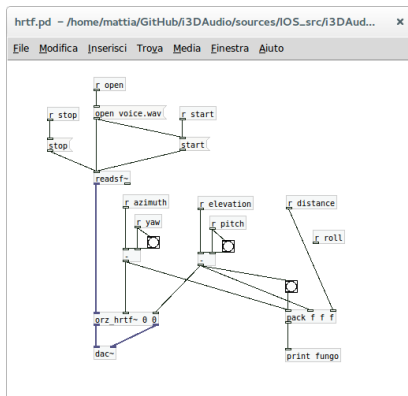 hrtf.pd – /home/mattia/GitHub/i3DAudio/sources/IOS_src/i3DAud... ×
File Modifica Inserisci Trova Media Finestra Aiuto
r open
r stop
open voice.wav
r start
stop
start
readsf~
r azimuth
r elevation
r distance
r yaw
r pitch
r roll
-
-
orz_hrtf~ 0 0
pack f f f
dac~
print fungo